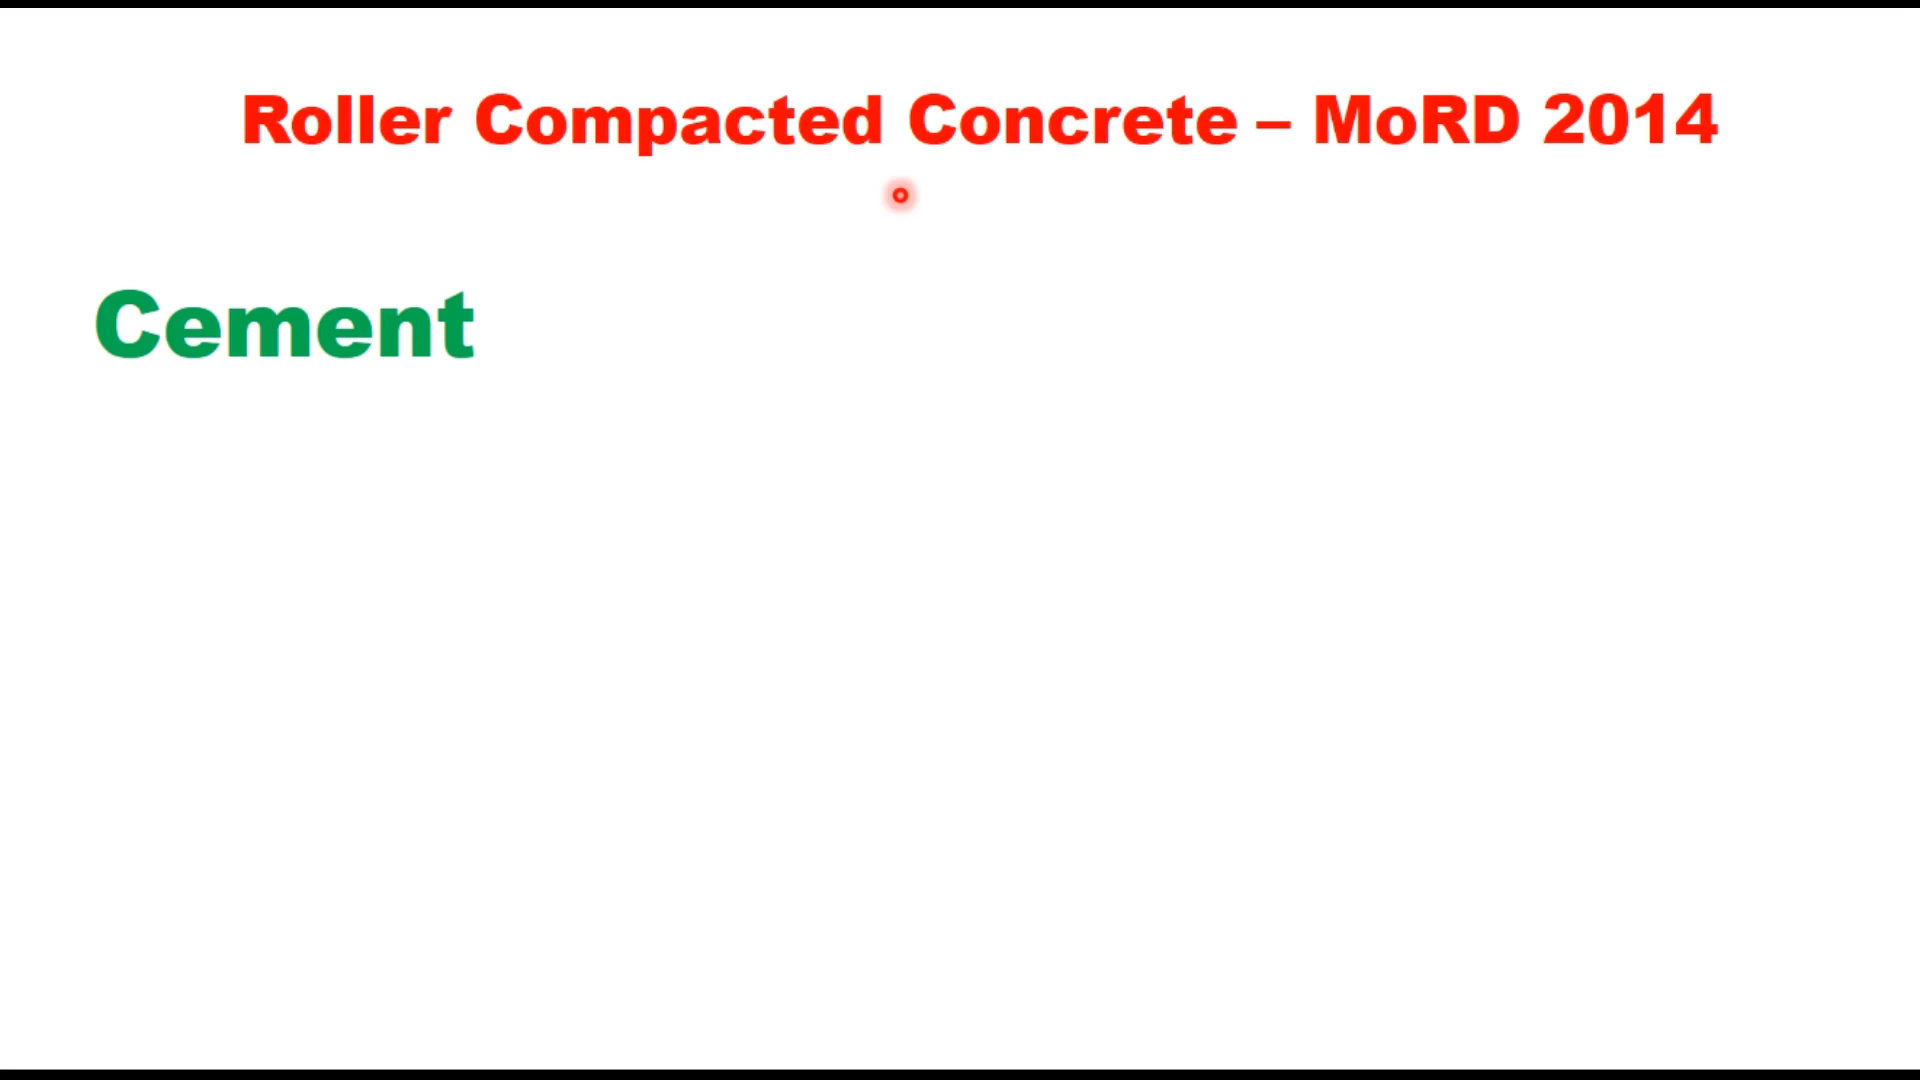 Roller Compacted Concrete – MoRD 2014
Cement